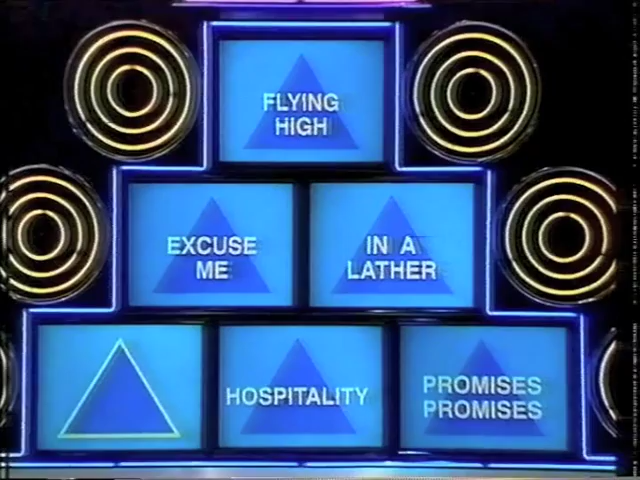 FLYING
HIGH
EXCUSE
ME
IN A
LATHER
HOSPITALITY
PROMISES
PROMISES